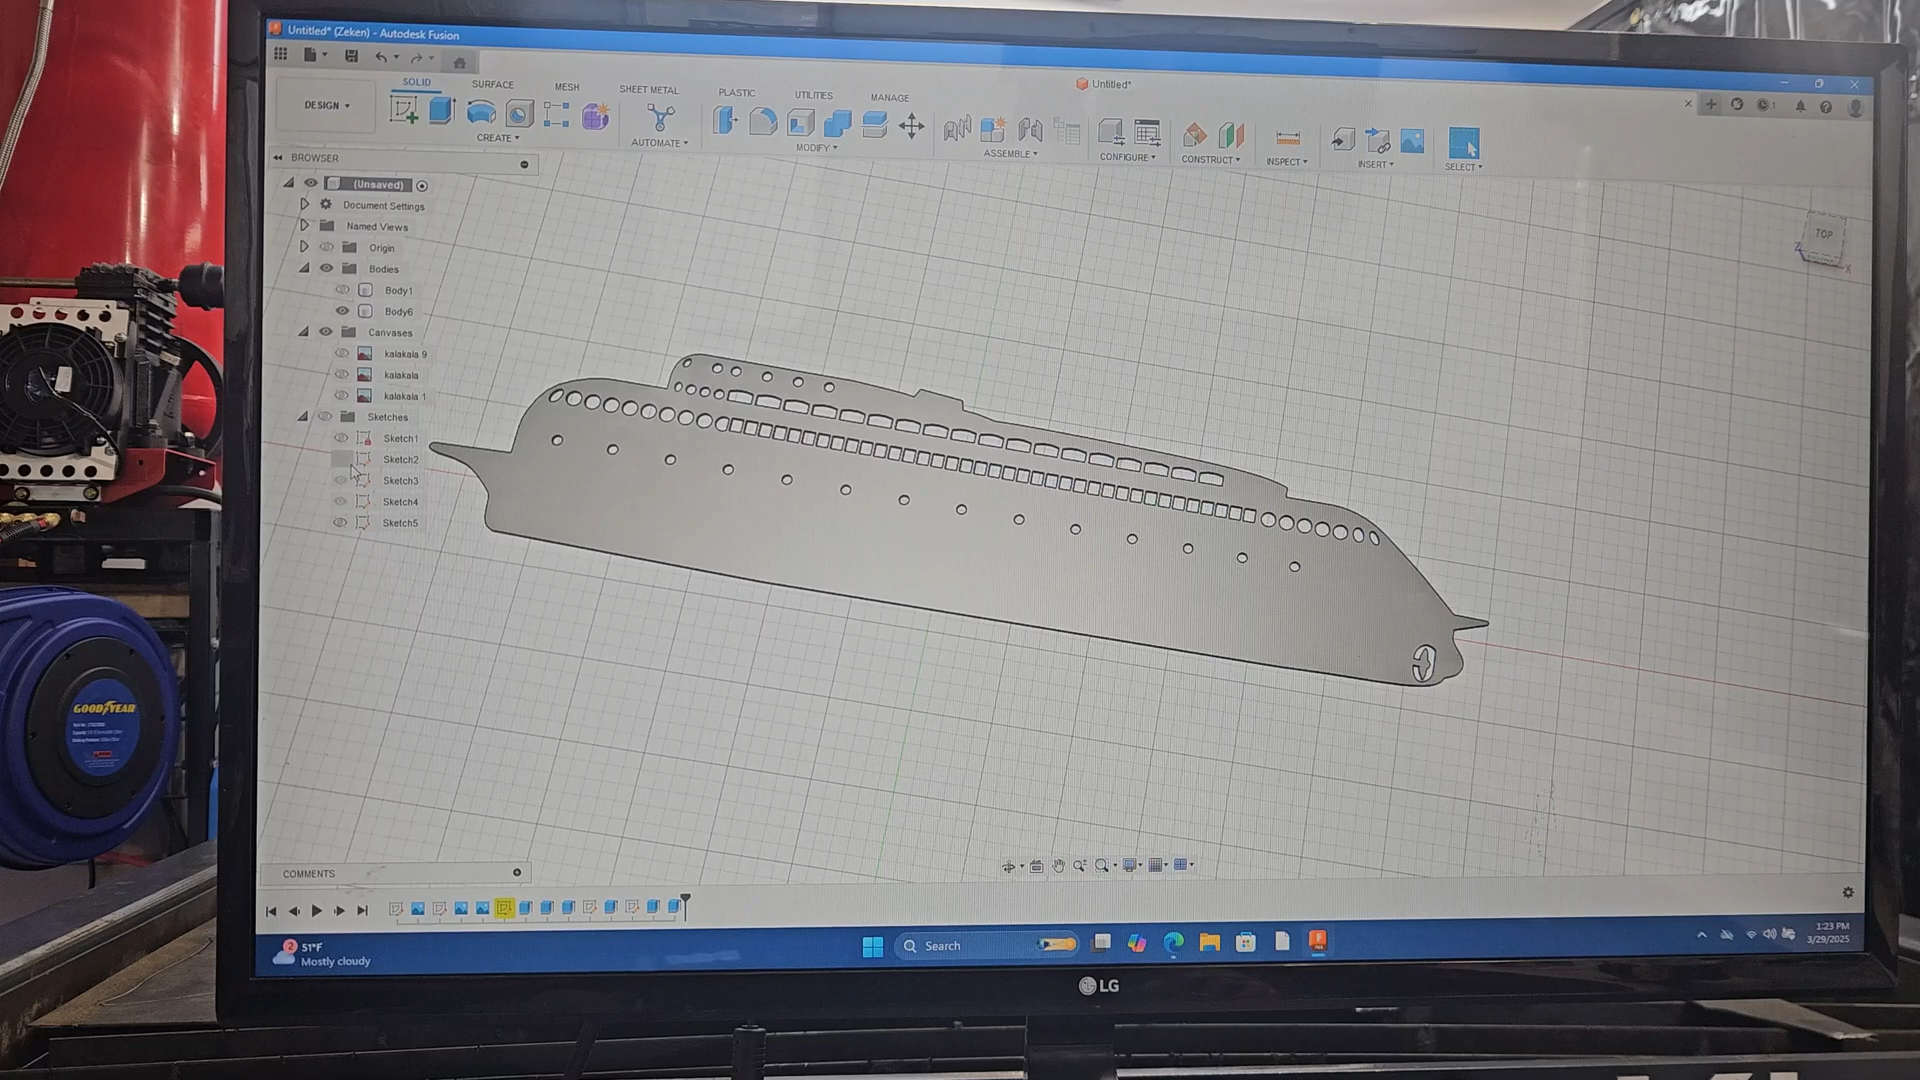 Untitled* (Zeken) - Autodesk Fusion
Untitled*
SOLID
SURFACE
MESH
SHEET METAL
PLASTIC
UTILITIES
MANAGE
DESIGN
CREATE
AUTOMATE
MODIFY
ASSEMBLE
CONFIGURE
CONSTRUCT
INSPECT
INSERT
SELECT
BROWSER
(Unsaved)
Document Settings
Named Views
Origin
Bodies
Body1
Body6
Canvases
kalakala 9
kalakala
kalakala 1
Sketches
Sketch1
Sketch2
Sketch3
Sketch4
Sketch5
TOP
Z
X
COMMENTS
2
51°F
Mostly cloudy
Search
1:23 PM
3/29/2025
LG
GOODYEAR